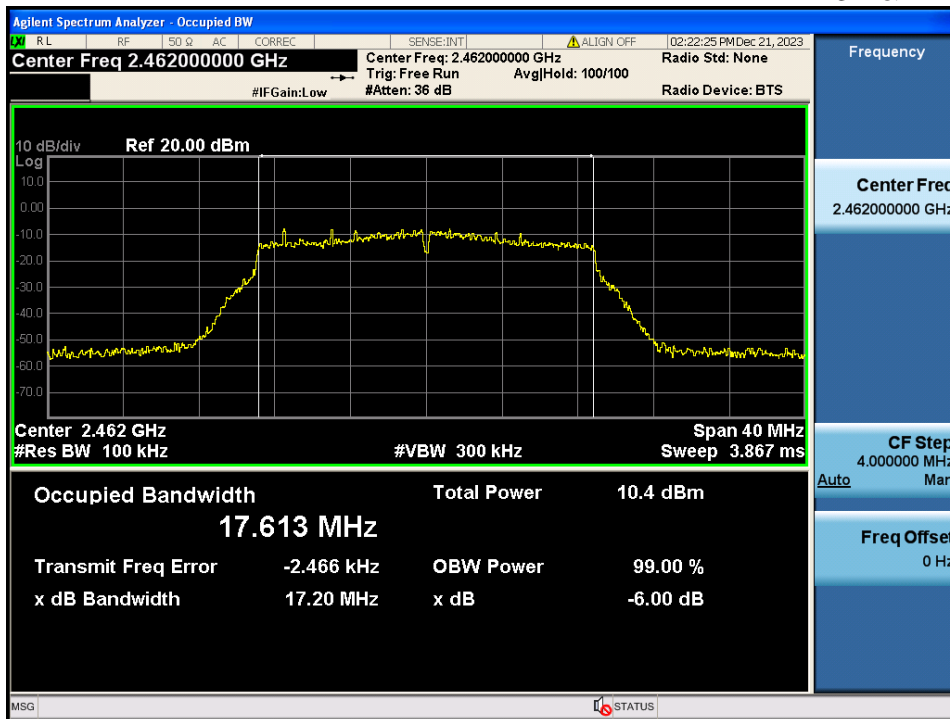 Agilent Spectrum Analyzer - Occupied BW
LXI RL RF 50 Ω AC CORREC SENSE:INT ALIGN OFF 02:22:25 PM Dec 21, 2023
Center Freq 2.462000000 GHz
Center Freq: 2.462000000 GHz
Radio Std: None
Trig: Free Run Avg|Hold: 100/100
#IFGain:Low #Atten: 36 dB Radio Device: BTS
10 dB/div Ref 20.00 dBm
Log
10.0
0.00
-10.0
-20.0
-30.0
-40.0
-50.0
-60.0
-70.0
Center 2.462 GHz Span 40 MHz
#Res BW 100 kHz #VBW 300 kHz Sweep 3.867 ms
Occupied Bandwidth Total Power 10.4 dBm
17.613 MHz
Transmit Freq Error -2.466 kHz OBW Power 99.00 %
x dB Bandwidth 17.20 MHz x dB -6.00 dB
MSG STATUS
Frequency
Center Freq
2.462000000 GHz
CF Step
4.000000 MHz
Auto Man
Freq Offset
0 Hz